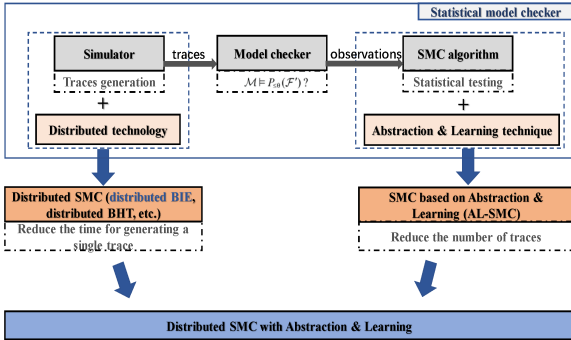 Statistical model checker
Simulator
traces
Model checker
observations
SMC algorithm
Traces generation
ℳ ⊨ P≤θ(ℱ′) ?
Statistical testing
+
+
Distributed technology
Abstraction & Learning technique
Distributed SMC (distributed BIE,
distributed BHT, etc.)
SMC based on Abstraction &
Learning (AL-SMC)
Reduce the time for generating a
single trace
Reduce the number of traces
Distributed SMC with Abstraction & Learning